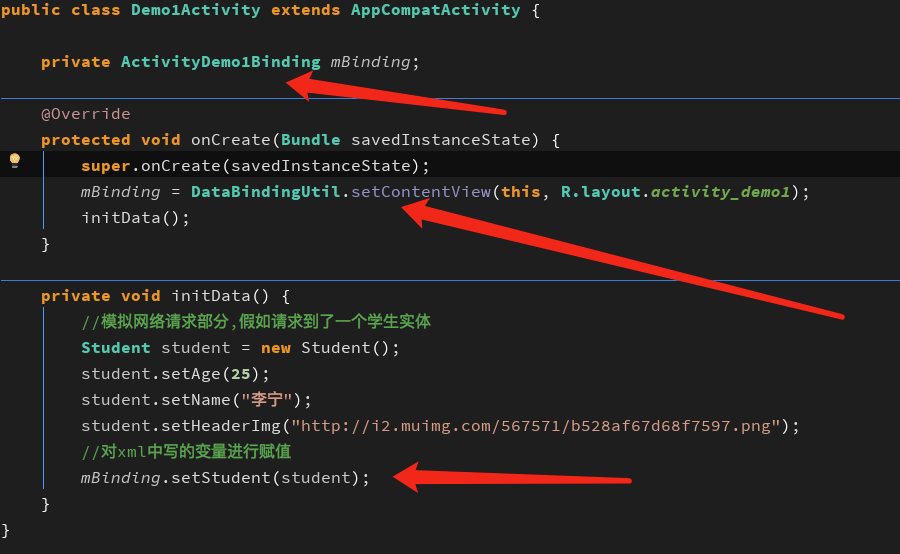 public class Demo1Activity extends AppCompatActivity {
private ActivityDemo1Binding mBinding;
@Override
protected void onCreate(Bundle savedInstanceState) {
super.onCreate(savedInstanceState);
mBinding = DataBindingUtil.setContentView(this, R.layout.activity_demo1);
initData();
}
private void initData() {
//模拟网络请求部分,假如请求到了一个学生实体
Student student = new Student();
student.setAge(25);
student.setName("李宁");
student.setHeaderImg("http://i2.muimg.com/567571/b528af67d68f7597.png");
//对xml中写的变量进行赋值
mBinding.setStudent(student);
}
}